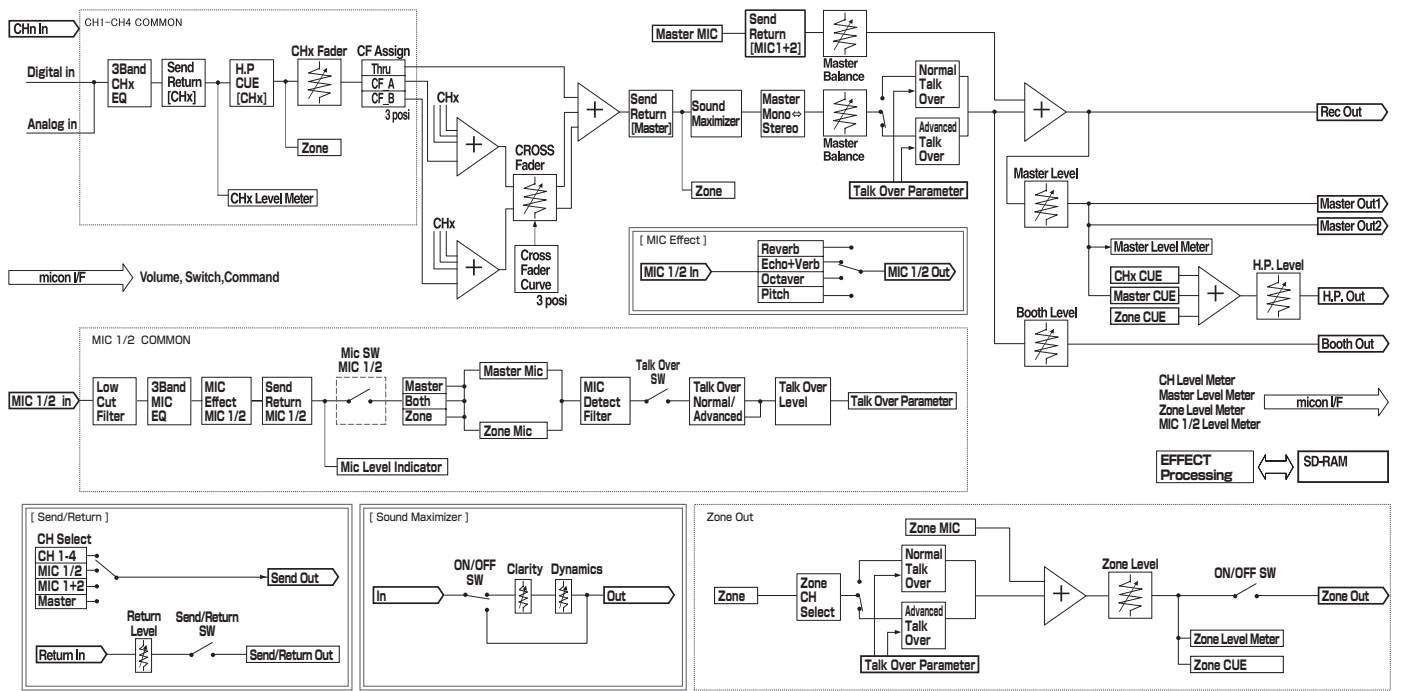 CHn In
CH1-CH4 COMMON
Digital in
Analog in
3Band
CHx
EQ
Send
Return
[CHx]
H.P
CUE
[CHx]
CHx Fader
CF Assign
Thru
CF_A
CF_B
3 posi
Zone
CHx Level Meter
CHx
CHx
CROSS
Fader
Cross
Fader
Curve
3 posi
Master MIC
Send
Return
[MIC1+2]
Master
Balance
Send
Return
[Master]
Sound
Maximizer
Master
Mono⇔
Stereo
Master
Balance
Normal
Talk
Over
Advanced
Talk
Over
Talk Over Parameter
Zone
Rec Out
Master Level
Master Out1
Master Out2
Master Level Meter
CHx CUE
Master CUE
Zone CUE
H.P. Level
H.P. Out
Booth Level
Booth Out
micon I/F
Volume, Switch,Command
[ MIC Effect ]
MIC 1/2 In
Reverb
Echo+Verb
Octaver
Pitch
MIC 1/2 Out
MIC 1/2 COMMON
MIC 1/2 in
Low
Cut
Filter
3Band
MIC
EQ
MIC
Effect
MIC 1/2
Send
Return
MIC 1/2
Mic SW
MIC 1/2
Master
Both
Zone
Master Mic
Zone Mic
MIC
Detect
Filter
Talk Over
SW
Talk Over
Normal/
Advanced
Talk Over
Level
Talk Over Parameter
Mic Level Indicator
CH Level Meter
Master Level Meter
Zone Level Meter
MIC 1/2 Level Meter
micon I/F
EFFECT
Processing
SD-RAM
[ Send/Return ]
CH Select
CH 1-4
MIC 1/2
MIC 1+2
Master
Send Out
Return In
Return
Level
Send/Return
SW
Send/Return Out
[ Sound Maximizer ]
In
ON/OFF
SW
Clarity
Dynamics
Out
Zone Out
Zone
Zone
CH
Select
Zone MIC
Normal
Talk
Over
Advanced
Talk
Over
Talk Over Parameter
Zone Level
ON/OFF SW
Zone Out
Zone Level Meter
Zone CUE